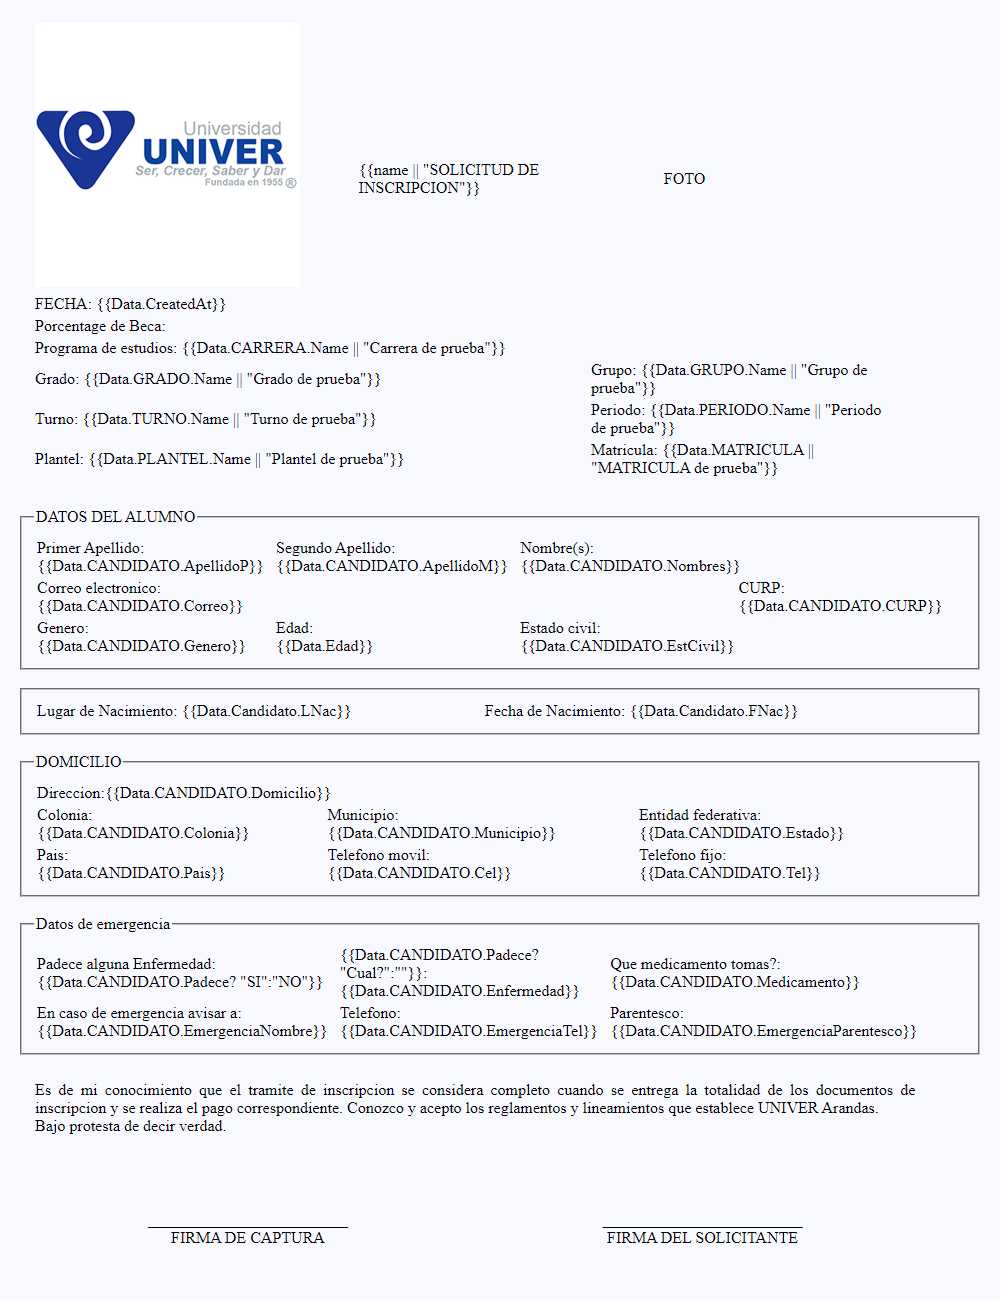 Universidad
UNIVER
Ser, Crecer, Saber y Dar
Fundada en 1955 ®
{{name || "SOLICITUD DE
INSCRIPCION"}}
FOTO
FECHA: {{Data.CreatedAt}}
Porcentage de Beca:
Programa de estudios: {{Data.CARRERA.Name || "Carrera de prueba"}}
Grado: {{Data.GRADO.Name || "Grado de prueba"}}
Grupo: {{Data.GRUPO.Name || "Grupo de
prueba"}}
Turno: {{Data.TURNO.Name || "Turno de prueba"}}
Periodo: {{Data.PERIODO.Name || "Periodo
de prueba"}}
Plantel: {{Data.PLANTEL.Name || "Plantel de prueba"}}
Matricula: {{Data.MATRICULA ||
"MATRICULA de prueba"}}
DATOS DEL ALUMNO
Primer Apellido:
{{Data.CANDIDATO.ApellidoP}}
Segundo Apellido:
{{Data.CANDIDATO.ApellidoM}}
Nombre(s):
{{Data.CANDIDATO.Nombres}}
Correo electronico:
{{Data.CANDIDATO.Correo}}
CURP:
{{Data.CANDIDATO.CURP}}
Genero:
{{Data.CANDIDATO.Genero}}
Edad:
{{Data.Edad}}
Estado civil:
{{Data.CANDIDATO.EstCivil}}
Lugar de Nacimiento: {{Data.Candidato.LNac}}
Fecha de Nacimiento: {{Data.Candidato.FNac}}
DOMICILIO
Direccion:{{Data.CANDIDATO.Domicilio}}
Colonia:
{{Data.CANDIDATO.Colonia}}
Municipio:
{{Data.CANDIDATO.Municipio}}
Entidad federativa:
{{Data.CANDIDATO.Estado}}
Pais:
{{Data.CANDIDATO.Pais}}
Telefono movil:
{{Data.CANDIDATO.Cel}}
Telefono fijo:
{{Data.CANDIDATO.Tel}}
Datos de emergencia
Padece alguna Enfermedad:
{{Data.CANDIDATO.Padece? "SI":"NO"}}
{{Data.CANDIDATO.Padece?
"Cual?":""}}:
{{Data.CANDIDATO.Enfermedad}}
Que medicamento tomas?:
{{Data.CANDIDATO.Medicamento}}
En caso de emergencia avisar a:
{{Data.CANDIDATO.EmergenciaNombre}}
Telefono:
{{Data.CANDIDATO.EmergenciaTel}}
Parentesco:
{{Data.CANDIDATO.EmergenciaParentesco}}
Es de mi conocimiento que el tramite de inscripcion se considera completo cuando se entrega la totalidad de los documentos de
inscripcion y se realiza el pago correspondiente. Conozco y acepto los reglamentos y lineamientos que establece UNIVER Arandas.
Bajo protesta de decir verdad.
FIRMA DE CAPTURA
FIRMA DEL SOLICITANTE